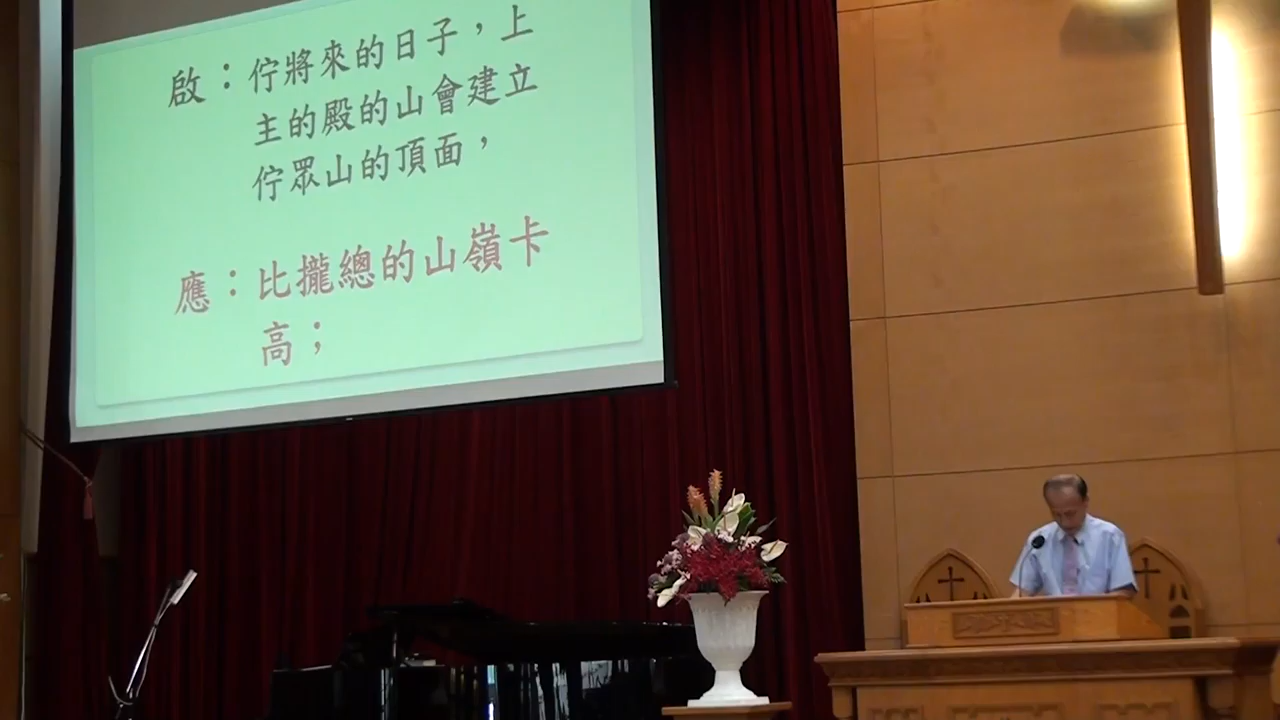 啟：佇將來的日子，上
主的殿的山會建立
佇眾山的頂面，
應：比攏總的山嶺卡
高；